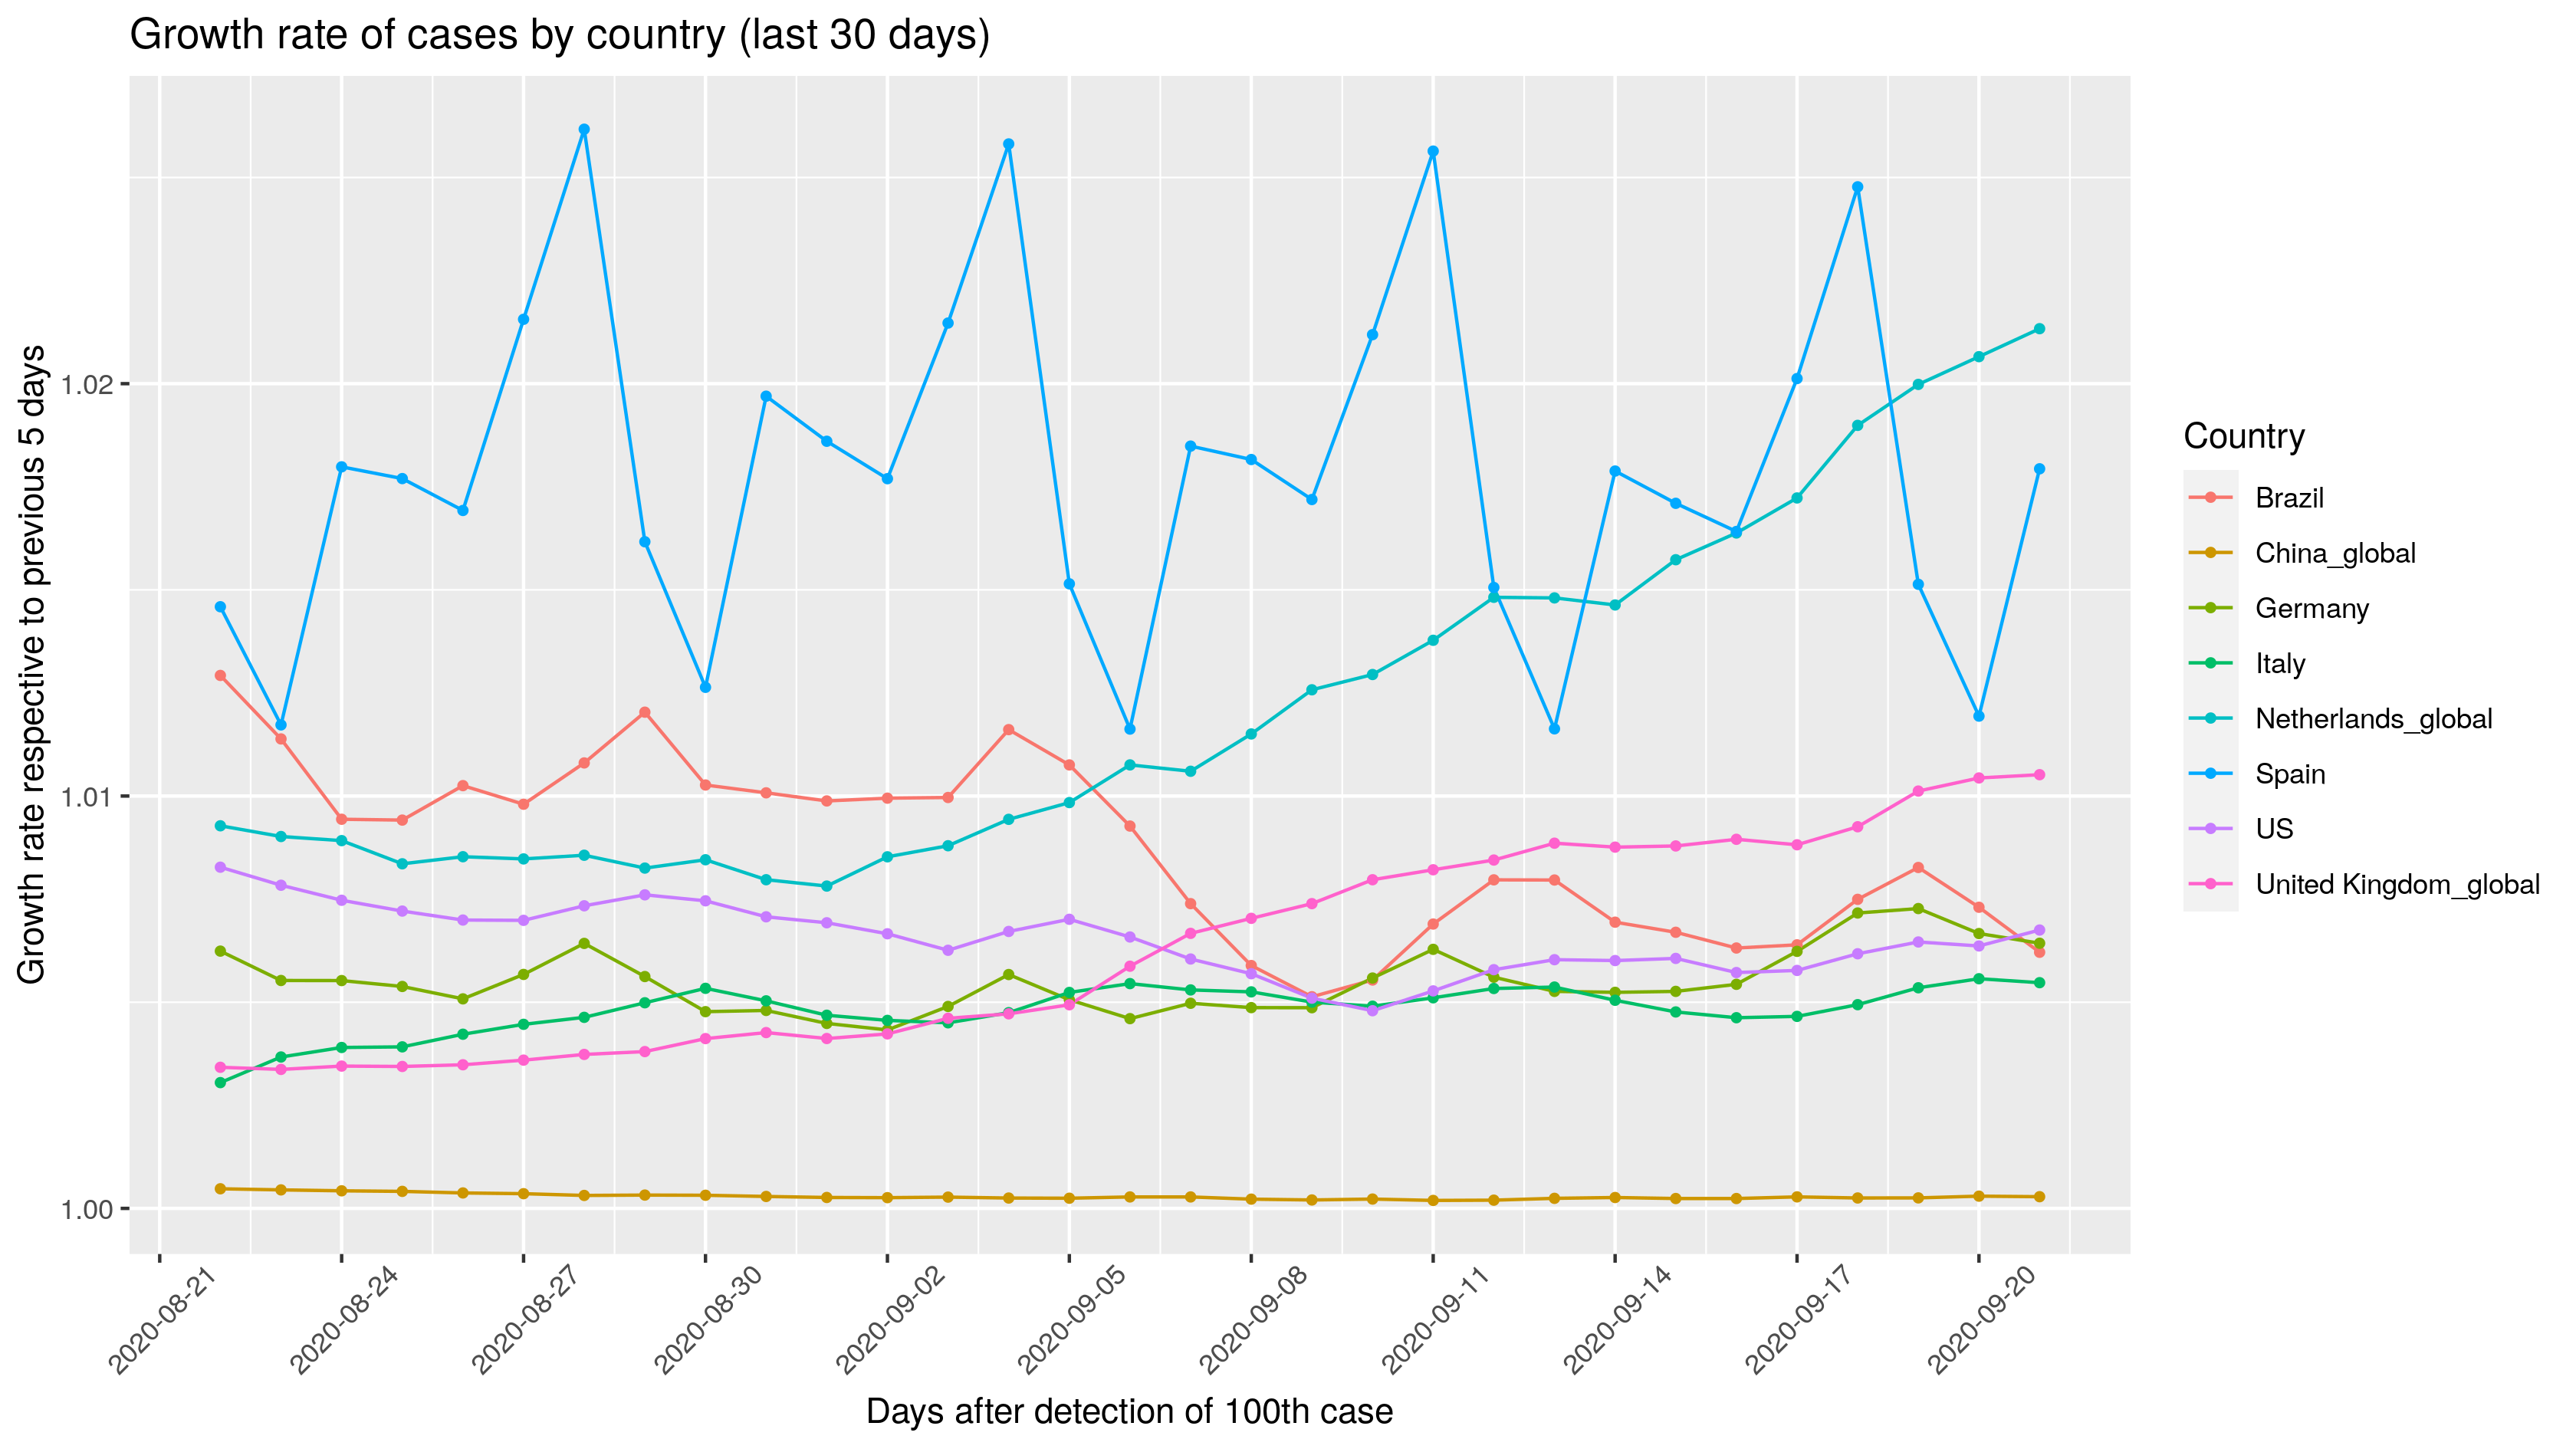 Growth rate of cases by country (last 30 days)
Growth rate respective to previous 5 days
1.02
1.01
1.00
2020-08-21
2020-08-24
2020-08-27
2020-08-30
2020-09-02
2020-09-05
2020-09-08
2020-09-11
2020-09-14
2020-09-17
2020-09-20
Days after detection of 100th case
Country
Brazil
China_global
Germany
Italy
Netherlands_global
Spain
US
United Kingdom_global